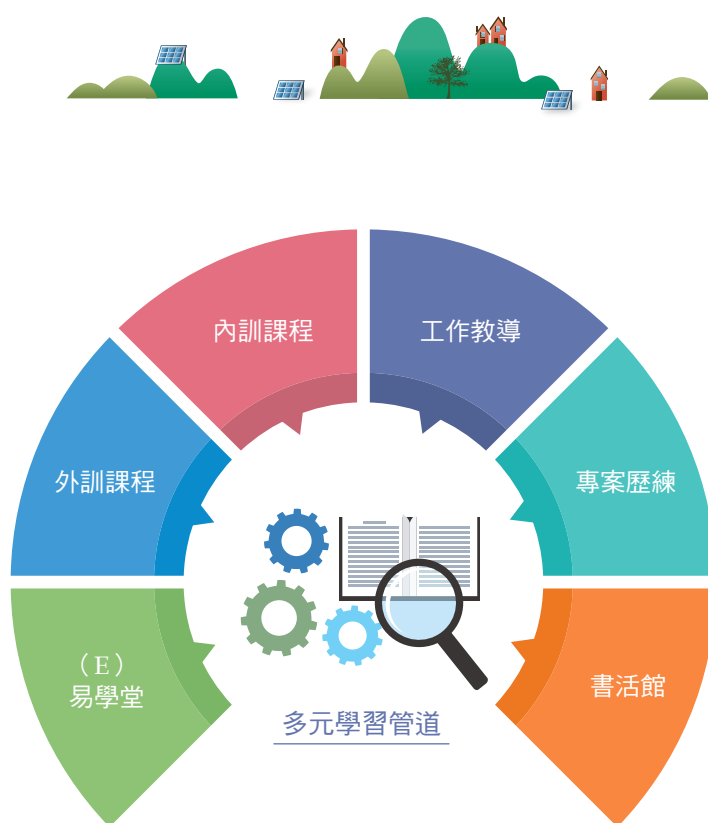 內訓課程
工作教導
外訓課程
專案歷練
（E）
易學堂
書活館
多元學習管道